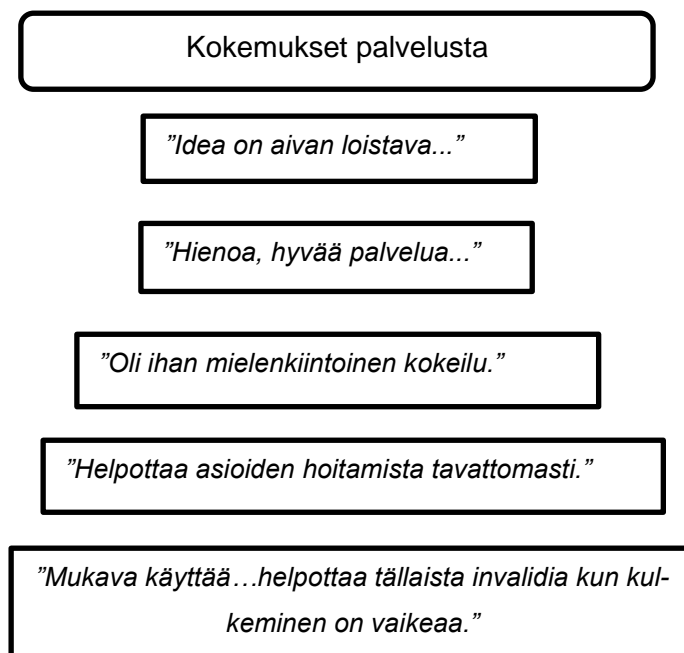 Kokemukset palvelusta
”Idea on aivan loistava...”
”Hienoa, hyvää palvelua...”
”Oli ihan mielenkiintoinen kokeilu.”
”Helpottaa asioiden hoitamista tavattomasti.”
”Mukava käyttää…helpottaa tällaista invalidia kun kul-
keminen on vaikeaa.”